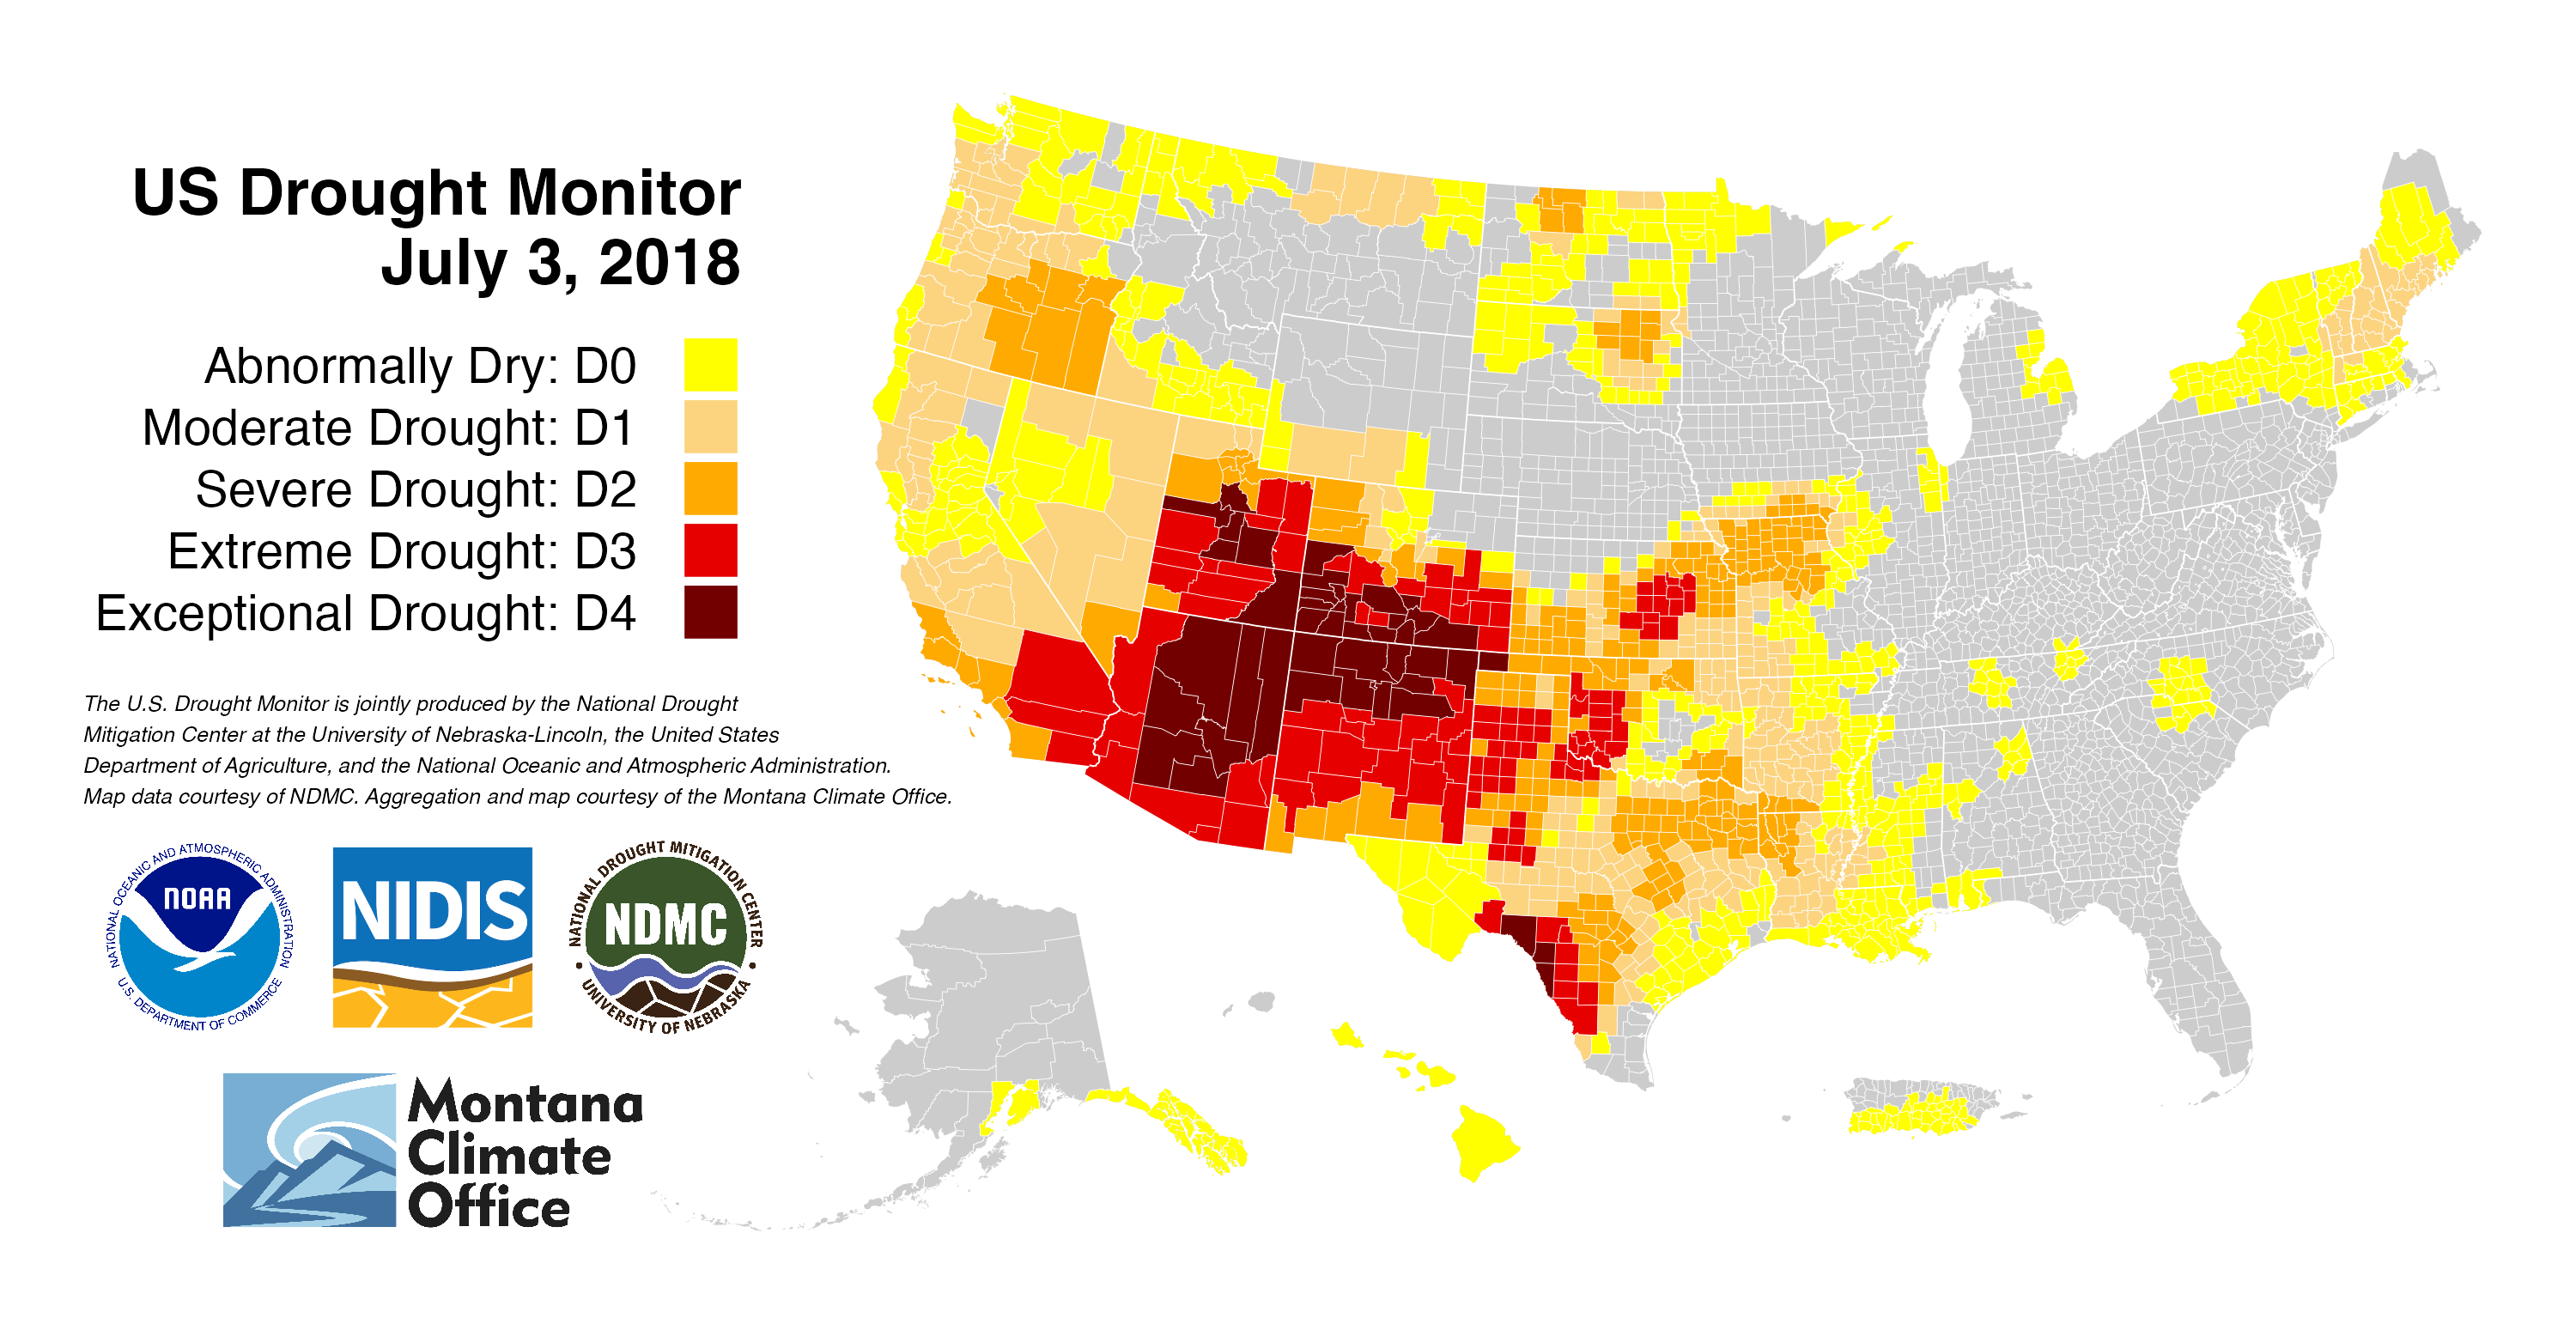 US Drought Monitor
July 3, 2018
Abnormally Dry: D0
Moderate Drought: D1
Severe Drought: D2
Extreme Drought: D3
Exceptional Drought: D4
The U.S. Drought Monitor is jointly produced by the National Drought
Mitigation Center at the University of Nebraska-Lincoln, the United States
Department of Agriculture, and the National Oceanic and Atmospheric Administration.
Map data courtesy of NDMC. Aggregation and map courtesy of the Montana Climate Office.
NATIONAL OCEANIC AND ATMOSPHERIC ADMINISTRATION
NOAA
U.S. DEPARTMENT OF COMMERCE
NIDIS
NATIONAL DROUGHT MITIGATION CENTER
NDMC
UNIVERSITY OF NEBRASKA
Montana
Climate
Office